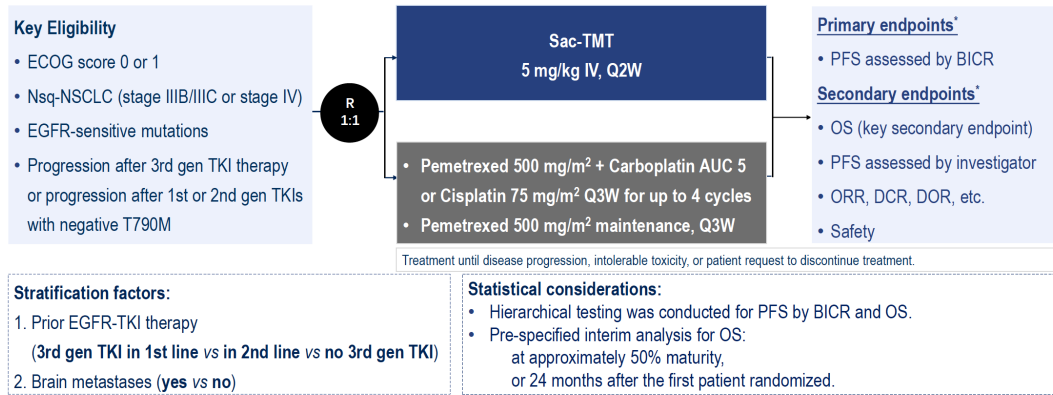 Key Eligibility
• ECOG score 0 or 1
• Nsq-NSCLC (stage IIIB/IIIC or stage IV)
• EGFR-sensitive mutations
• Progression after 3rd gen TKI therapy
or progression after 1st or 2nd gen TKIs
with negative T790M
R
1:1
Sac-TMT
5 mg/kg IV, Q2W
• Pemetrexed 500 mg/m² + Carboplatin AUC 5
or Cisplatin 75 mg/m² Q3W for up to 4 cycles
• Pemetrexed 500 mg/m² maintenance, Q3W
Primary endpoints*
• PFS assessed by BICR
Secondary endpoints*
• OS (key secondary endpoint)
• PFS assessed by investigator
• ORR, DCR, DOR, etc.
• Safety
Treatment until disease progression, intolerable toxicity, or patient request to discontinue treatment.
Stratification factors:
1. Prior EGFR-TKI therapy
(3rd gen TKI in 1st line vs in 2nd line vs no 3rd gen TKI)
2. Brain metastases (yes vs no)
Statistical considerations:
• Hierarchical testing was conducted for PFS by BICR and OS.
• Pre-specified interim analysis for OS:
at approximately 50% maturity,
or 24 months after the first patient randomized.